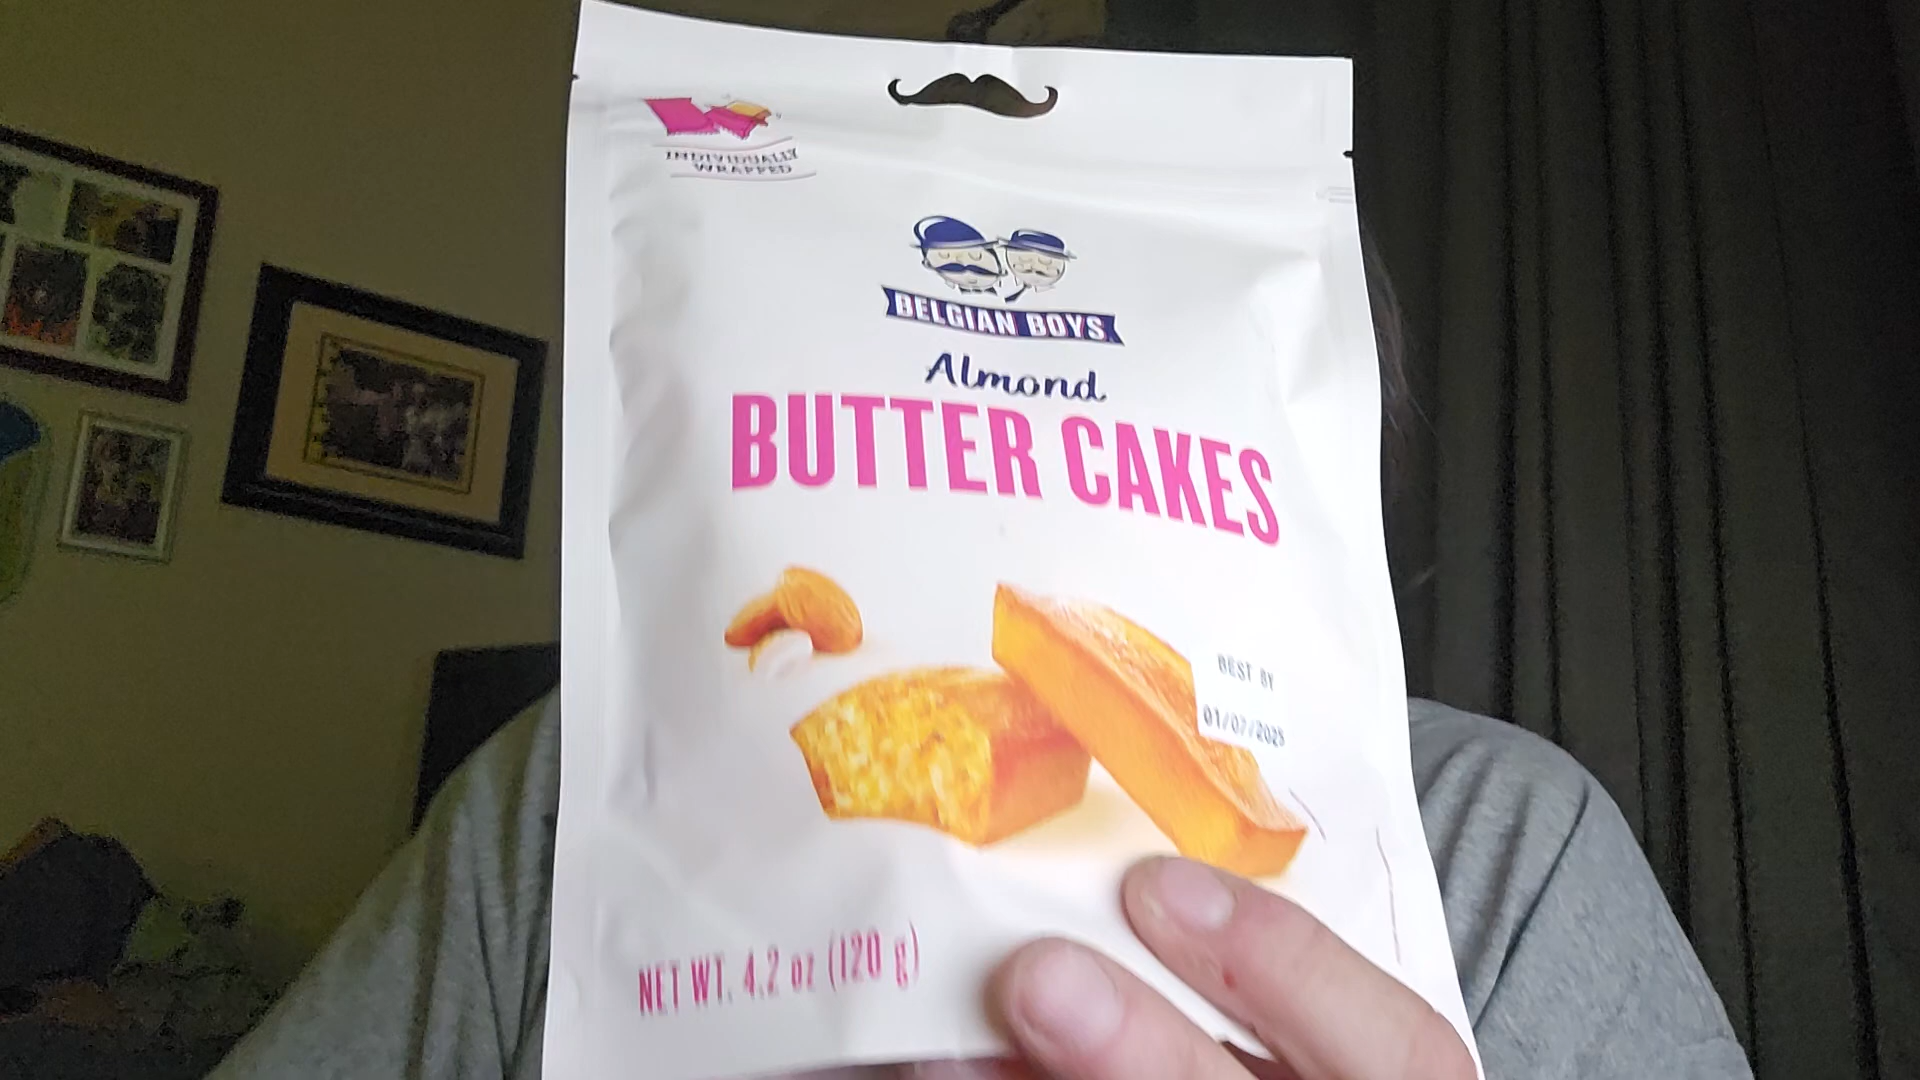 INDIVIDUALLY
WRAPPED
BELGIAN BOYS
Almond
BUTTER CAKES
BEST BY
01/07/2025
NET WT. 4.2 oz (120 g)